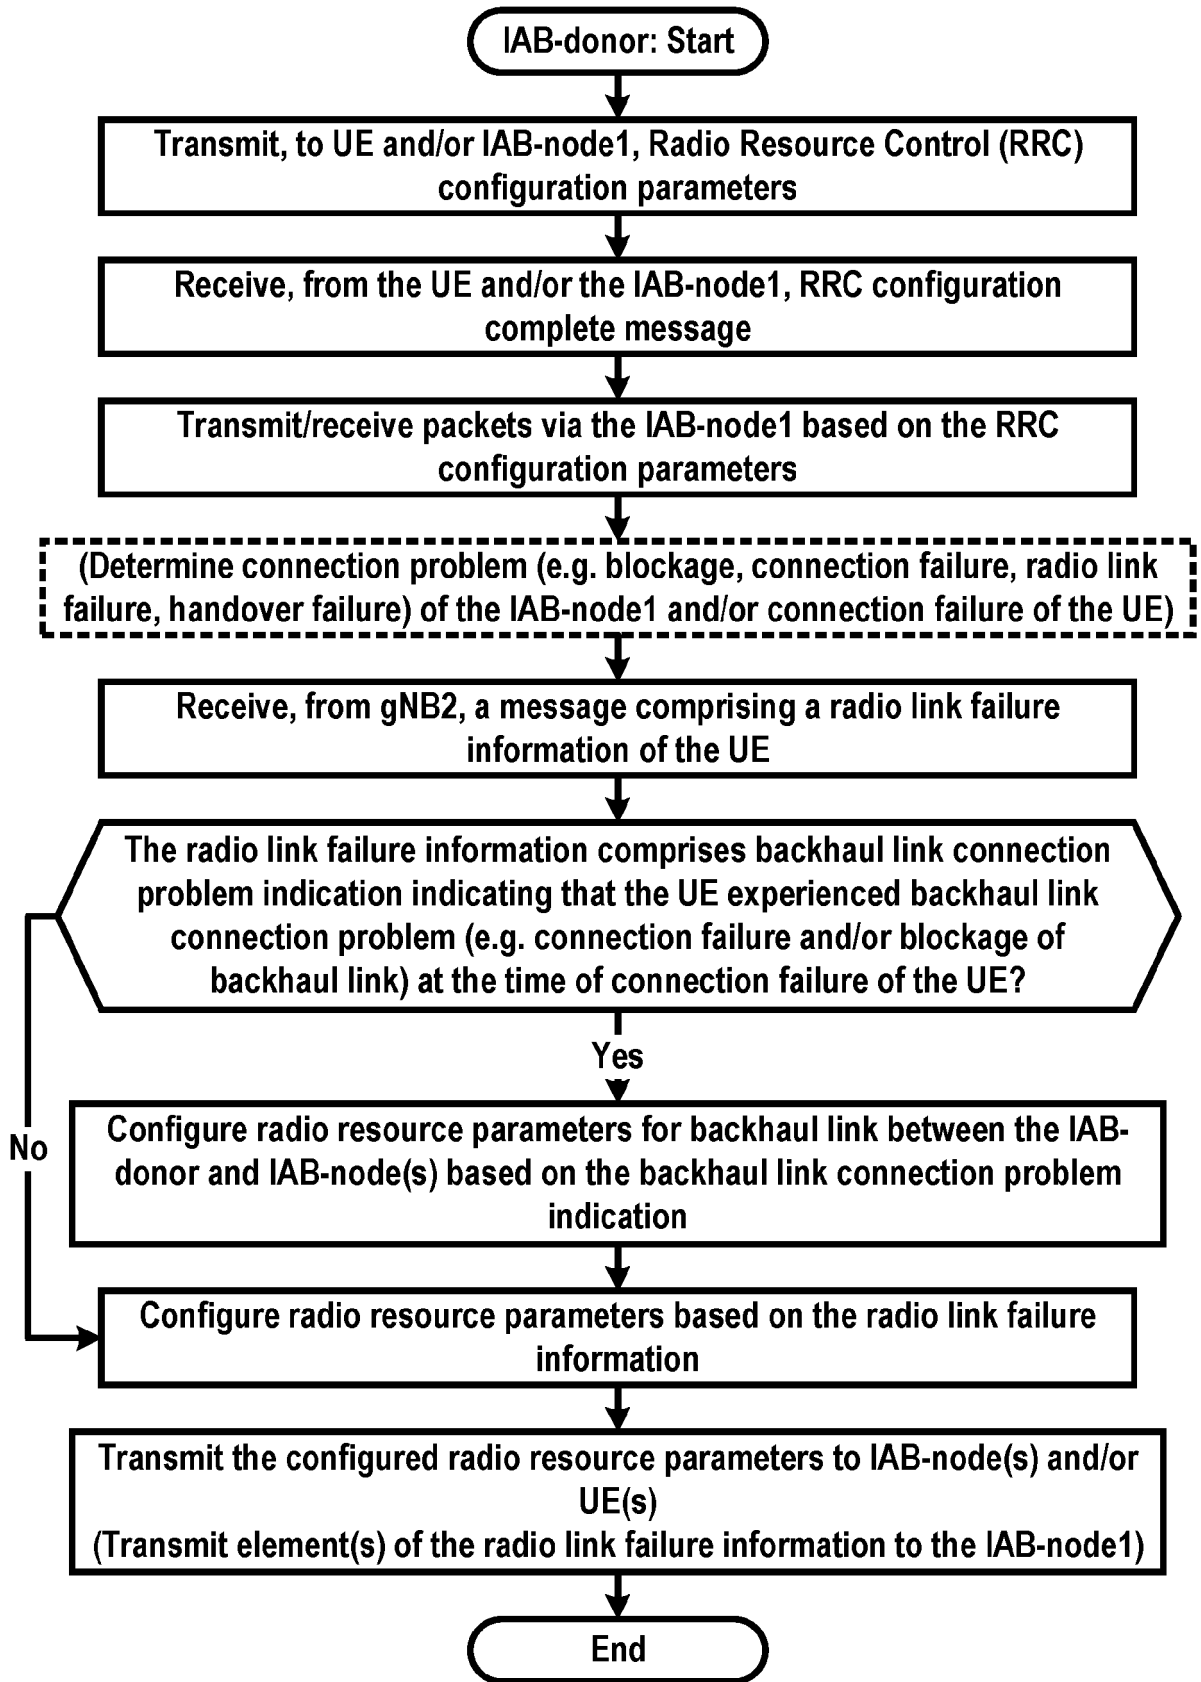 IAB-donor: Start
Transmit, to UE and/or IAB-node1, Radio Resource Control (RRC)
configuration parameters
Receive, from the UE and/or the IAB-node1, RRC configuration
complete message
Transmit/receive packets via the IAB-node1 based on the RRC
configuration parameters
(Determine connection problem (e.g. blockage, connection failure, radio link
failure, handover failure) of the IAB-node1 and/or connection failure of the UE)
Receive, from gNB2, a message comprising a radio link failure
information of the UE
The radio link failure information comprises backhaul link connection
problem indication indicating that the UE experienced backhaul link
connection problem (e.g. connection failure and/or blockage of
backhaul link) at the time of connection failure of the UE?
Yes
No
Configure radio resource parameters for backhaul link between the IAB-
donor and IAB-node(s) based on the backhaul link connection problem
indication
Configure radio resource parameters based on the radio link failure
information
Transmit the configured radio resource parameters to IAB-node(s) and/or
UE(s)
(Transmit element(s) of the radio link failure information to the IAB-node1)
End